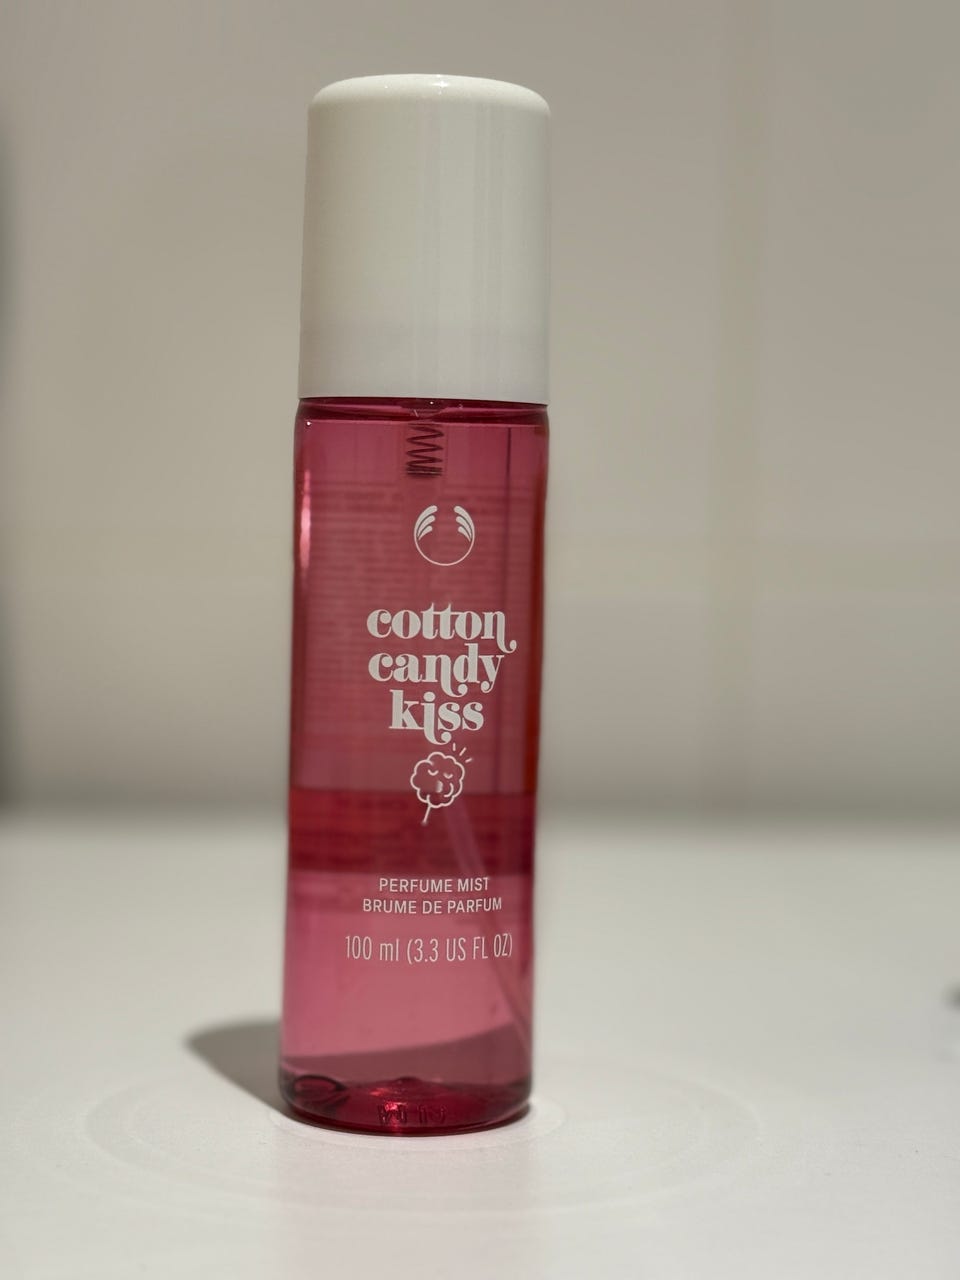 cotton
candy
kiss
PERFUME MIST
BRUME DE PARFUM
100 ml (3.3 US FL OZ)